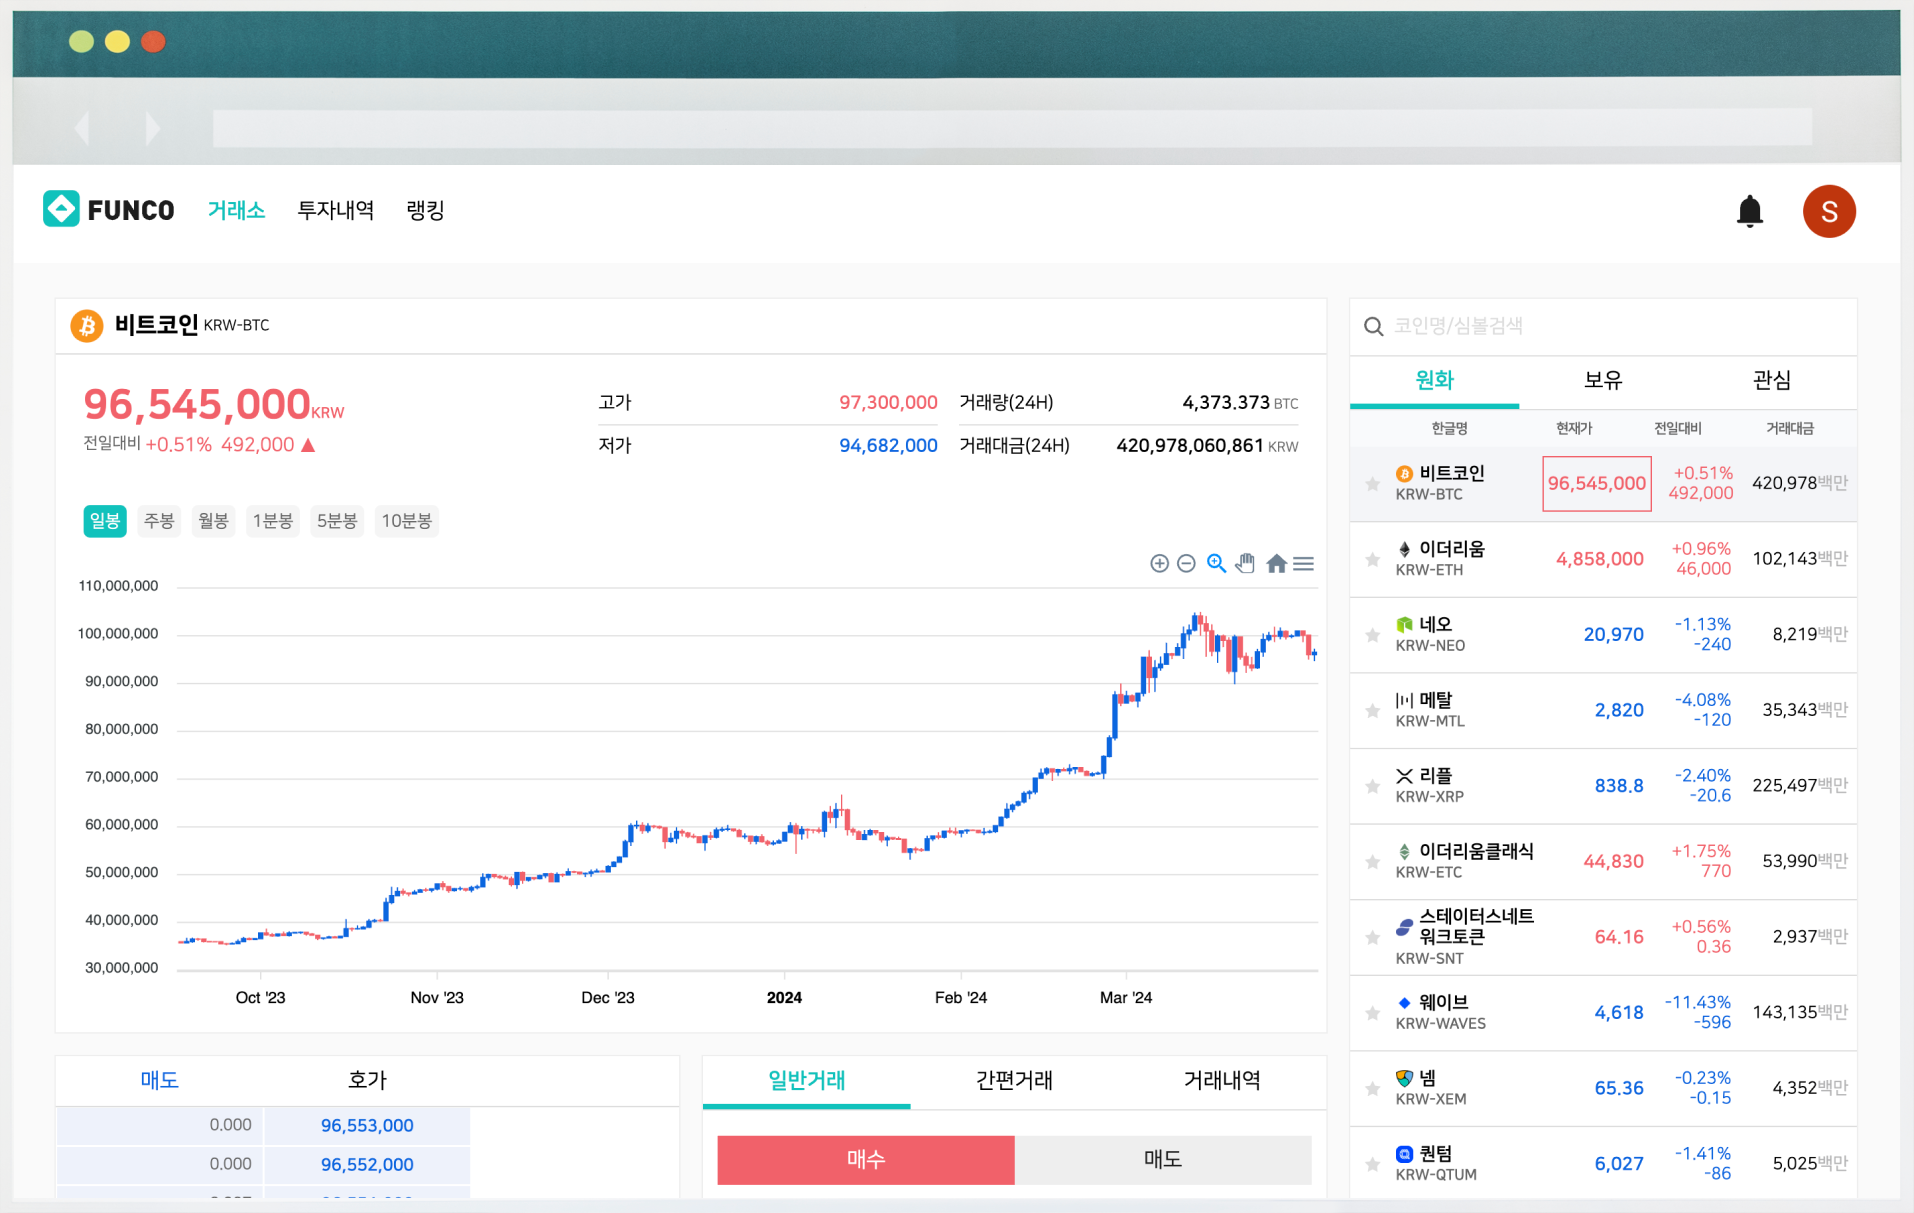 FUNCO 거래소 투자내역 랭킹 S
비트코인 KRW-BTC
96,545,000 KRW
전일대비 +0.51% 492,000 ▲
고가 97,300,000 거래량(24H) 4,373.373 BTC
저가 94,682,000 거래대금(24H) 420,978,060,861 KRW
일봉 주봉 월봉 1분봉 5분봉 10분봉
110,000,000
100,000,000
90,000,000
80,000,000
70,000,000
60,000,000
50,000,000
40,000,000
30,000,000
Oct '23 Nov '23 Dec '23 2024 Feb '24 Mar '24
매도 호가
0.000 96,553,000
0.000 96,552,000
일반거래 간편거래 거래내역
매수 매도
코인명/심볼검색
원화 보유 관심
한글명 현재가 전일대비 거래대금
비트코인 96,545,000 +0.51% 420,978백만
KRW-BTC 492,000
이더리움 4,858,000 +0.96% 102,143백만
KRW-ETH 46,000
네오 20,970 -1.13% 8,219백만
KRW-NEO -240
메탈 2,820 -4.08% 35,343백만
KRW-MTL -120
리플 838.8 -2.40% 225,497백만
KRW-XRP -20.6
이더리움클래식 44,830 +1.75% 53,990백만
KRW-ETC 770
스테이터스네트
워크토큰 64.16 +0.56% 2,937백만
KRW-SNT 0.36
웨이브 4,618 -11.43% 143,135백만
KRW-WAVES -596
넴 65.36 -0.23% 4,352백만
KRW-XEM -0.15
퀀텀 6,027 -1.41% 5,025백만
KRW-QTUM -86